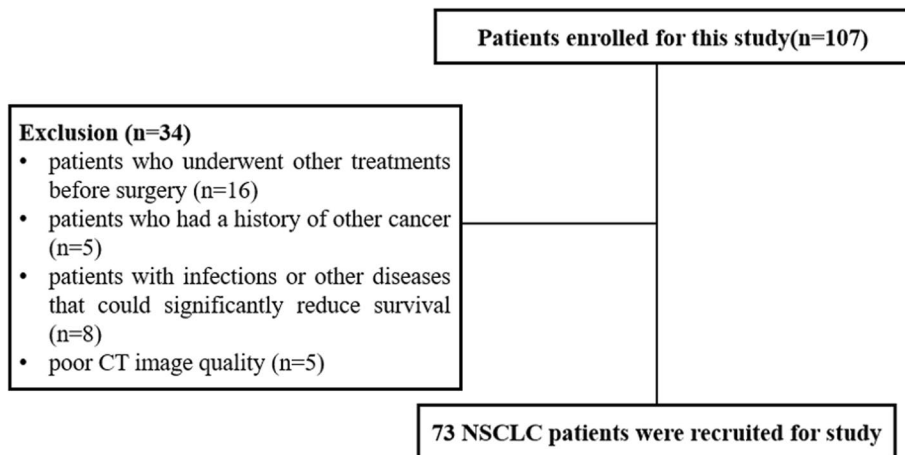 Patients enrolled for this study(n=107)
Exclusion (n=34)
• patients who underwent other treatments
before surgery (n=16)
• patients who had a history of other cancer
(n=5)
• patients with infections or other diseases
that could significantly reduce survival
(n=8)
• poor CT image quality (n=5)
73 NSCLC patients were recruited for study